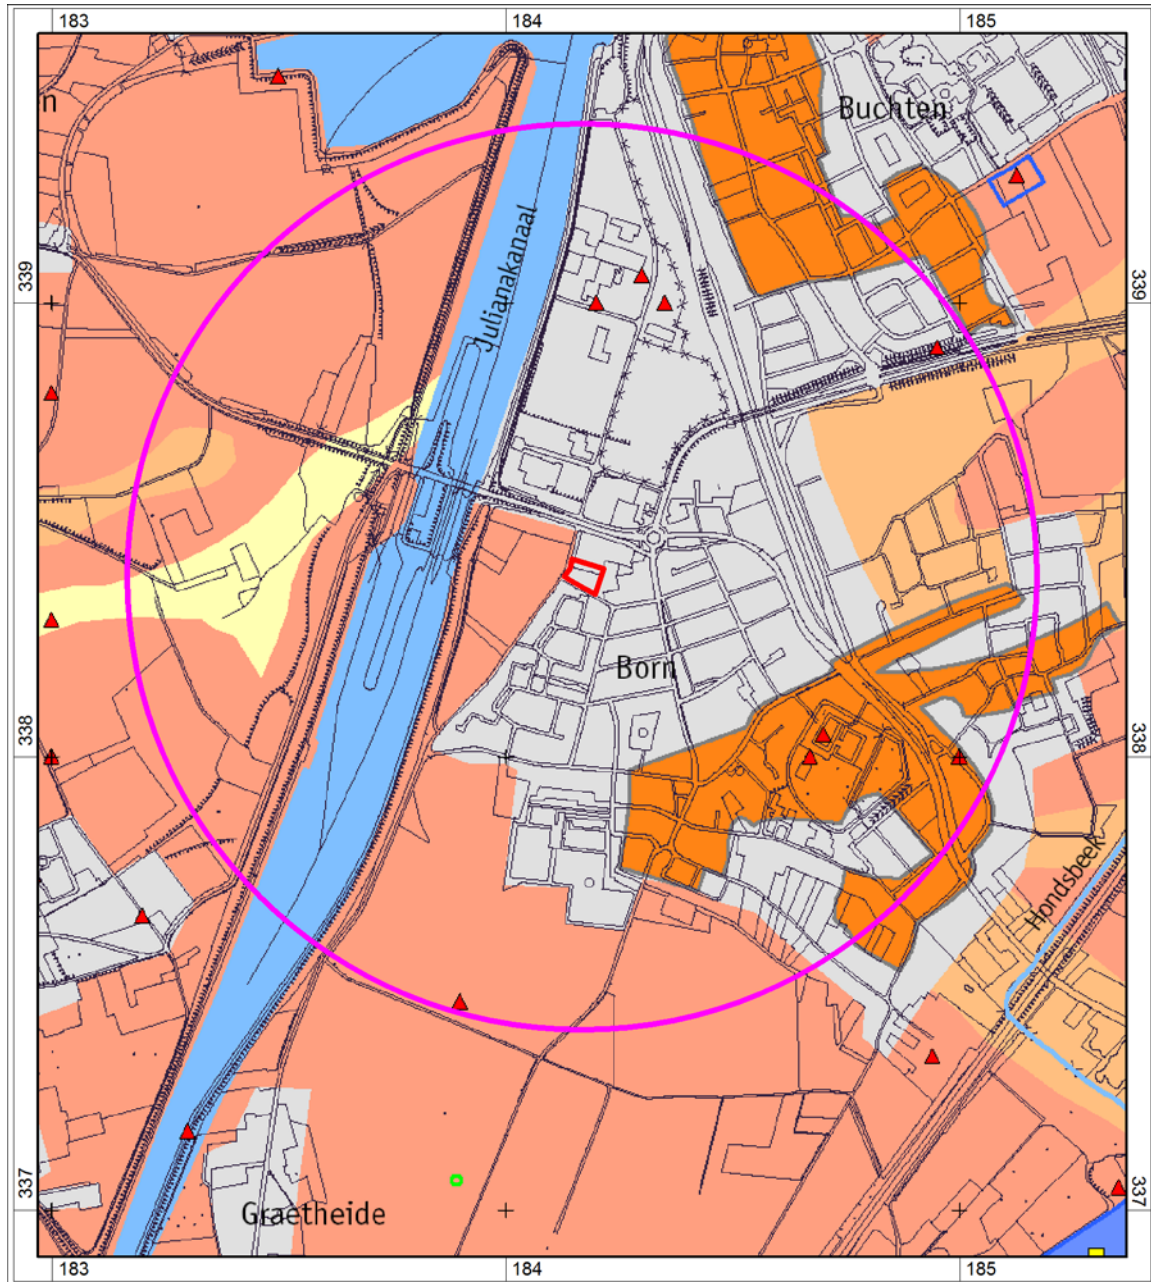 183 184 185
n
Buchten
Julianakanaal
339 339
Born
338 338
Hondsbeek
337 337
Graetheide
183 184 185